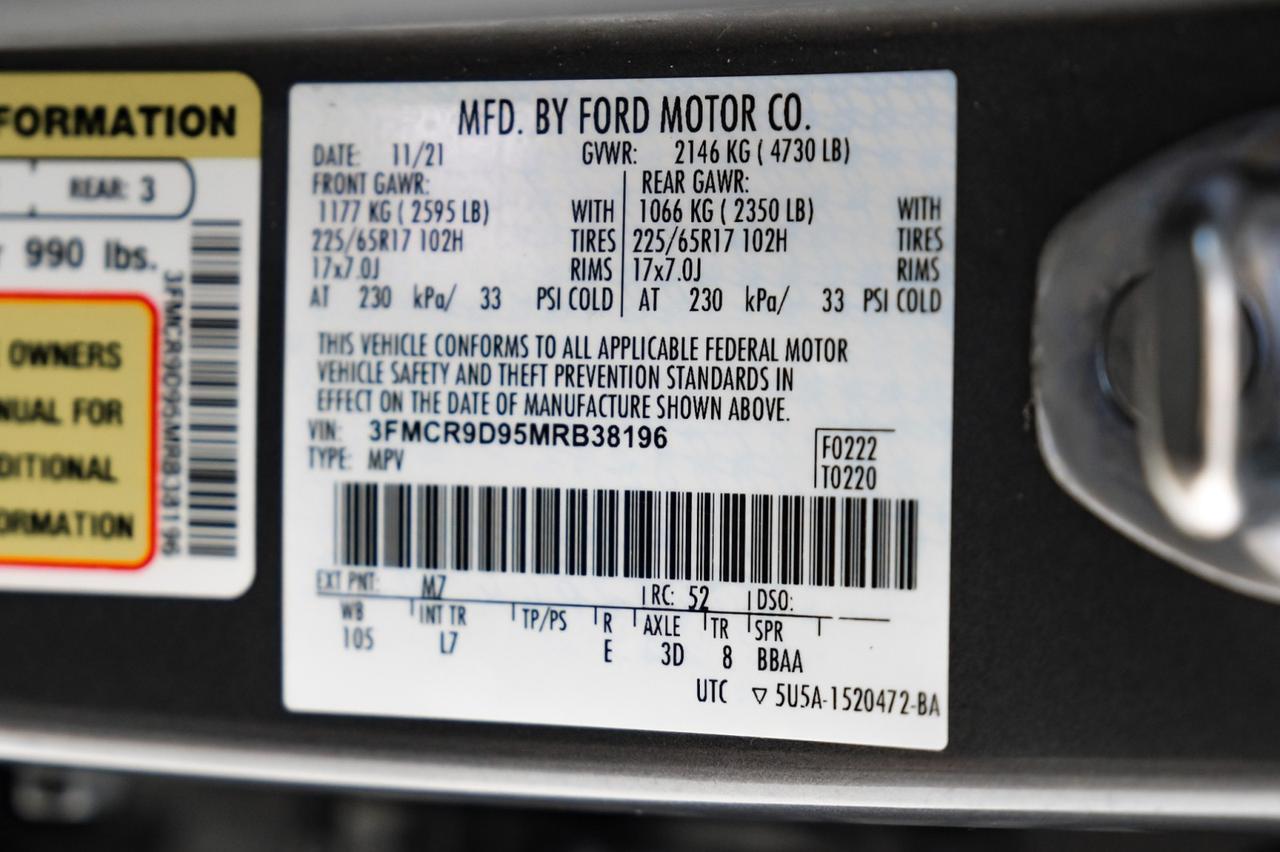 FORMATION
REAR: 3
990 lbs.
OWNERS
NUAL FOR
DITIONAL
ORMATION
3FMCR9D95MRB38196
MFD. BY FORD MOTOR CO.
DATE: 11/21 GVWR: 2146 KG ( 4730 LB)
FRONT GAWR: REAR GAWR:
1177 KG ( 2595 LB) WITH 1066 KG ( 2350 LB) WITH
225/65R17 102H TIRES 225/65R17 102H TIRES
17x7.0J RIMS 17x7.0J RIMS
AT 230 kPa/ 33 PSI COLD AT 230 kPa/ 33 PSI COLD
THIS VEHICLE CONFORMS TO ALL APPLICABLE FEDERAL MOTOR
VEHICLE SAFETY AND THEFT PREVENTION STANDARDS IN
EFFECT ON THE DATE OF MANUFACTURE SHOWN ABOVE.
VIN: 3FMCR9D95MRB38196
TYPE: MPV
F0222
T0220
EXT PNT: M7 RC: 52 DSO:
WB INT TR TP/PS R AXLE TR SPR
105 L7 E 3D 8 BBAA
UTC ▽ 5U5A-1520472-BA